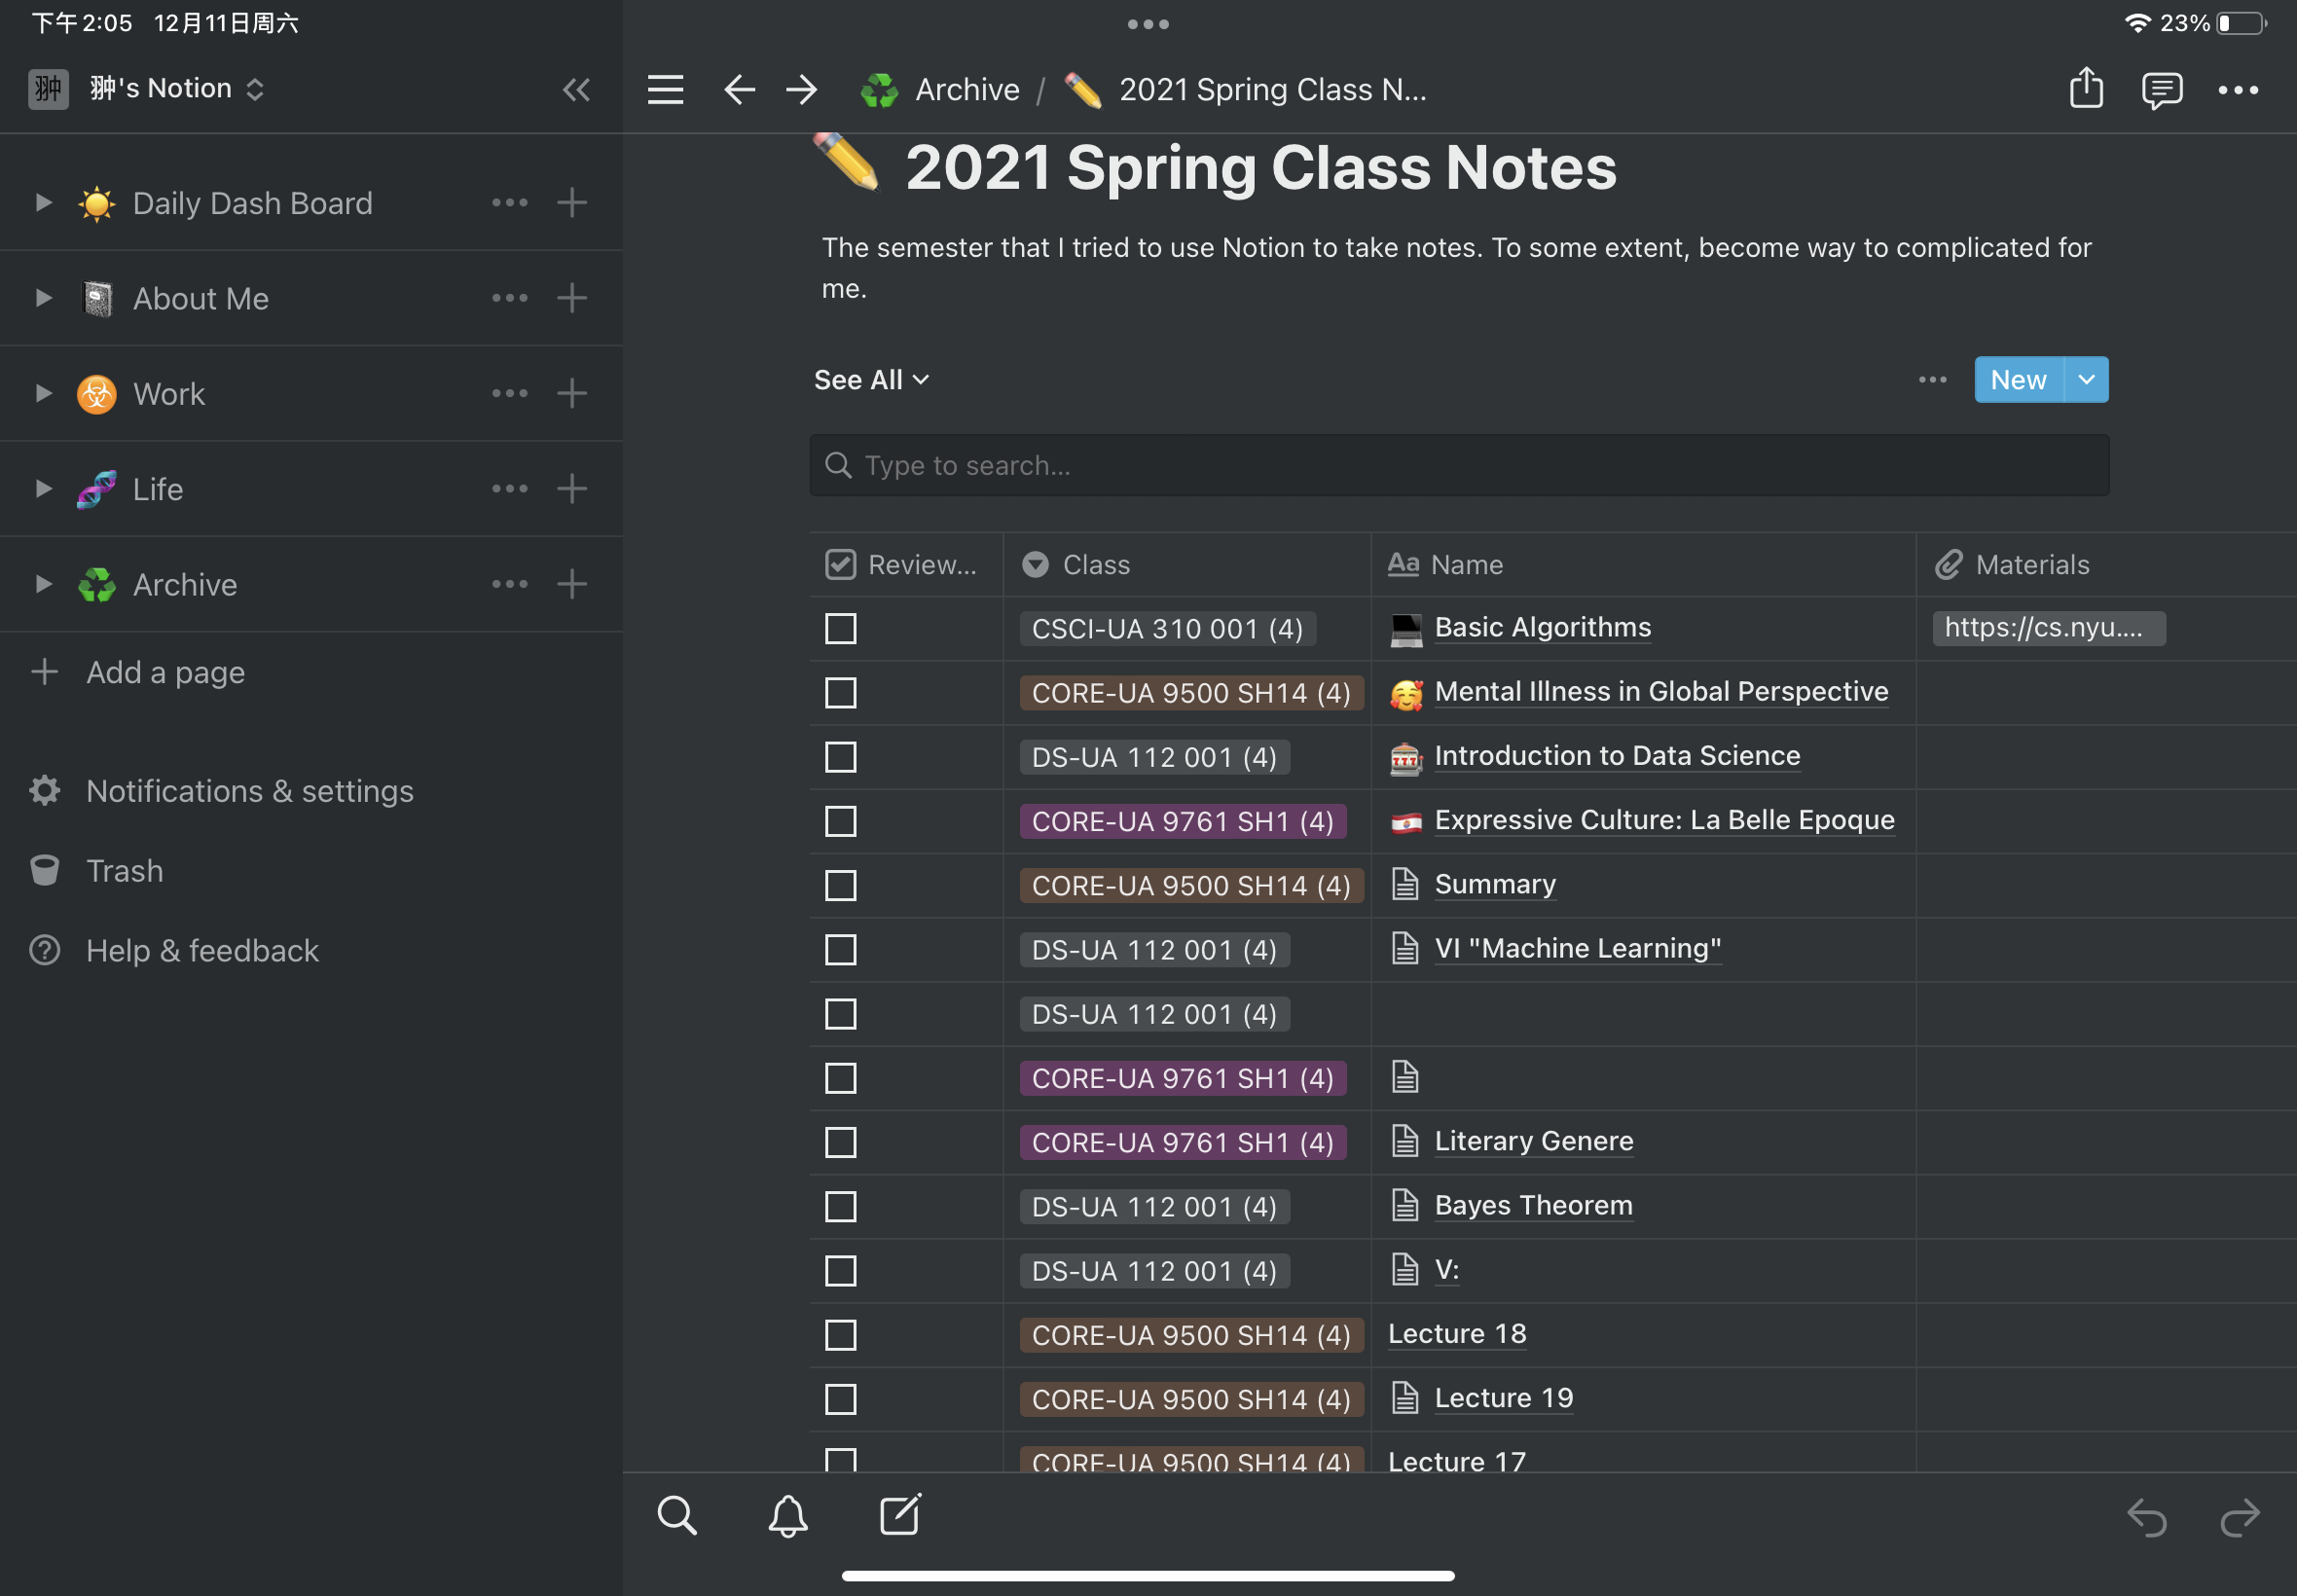 下午2:05 12月11日周六
23%
翀 翀's Notion
Archive / 2021 Spring Class N...
Daily Dash Board
About Me
Work
Life
Archive
Add a page
Notifications & settings
Trash
Help & feedback
2021 Spring Class Notes
The semester that I tried to use Notion to take notes. To some extent, become way to complicated for
me.
See All
New
Type to search...
Review... Class Aa Name Materials
CSCI-UA 310 001 (4) Basic Algorithms https://cs.nyu....
CORE-UA 9500 SH14 (4) Mental Illness in Global Perspective
DS-UA 112 001 (4) Introduction to Data Science
CORE-UA 9761 SH1 (4) Expressive Culture: La Belle Epoque
CORE-UA 9500 SH14 (4) Summary
DS-UA 112 001 (4) VI "Machine Learning"
DS-UA 112 001 (4)
CORE-UA 9761 SH1 (4)
CORE-UA 9761 SH1 (4) Literary Genere
DS-UA 112 001 (4) Bayes Theorem
DS-UA 112 001 (4) V:
CORE-UA 9500 SH14 (4) Lecture 18
CORE-UA 9500 SH14 (4) Lecture 19
CORE-UA 9500 SH14 (4) Lecture 17